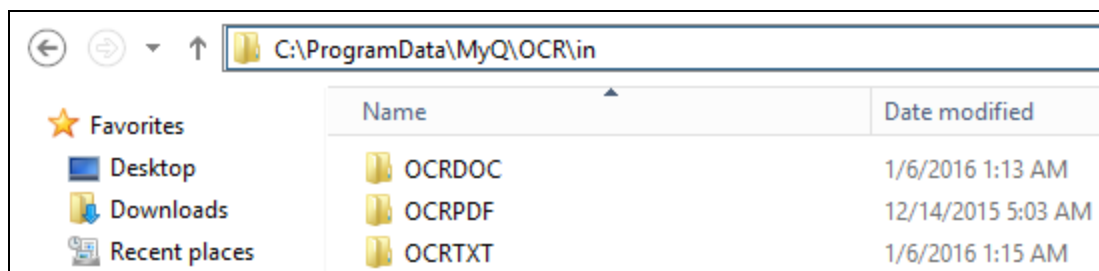 C:\ProgramData\MyQ\OCR\in
Favorites
Desktop
Downloads
Recent places
Name Date modified
OCRDOC 1/6/2016 1:13 AM
OCRPDF 12/14/2015 5:03 AM
OCRTXT 1/6/2016 1:15 AM